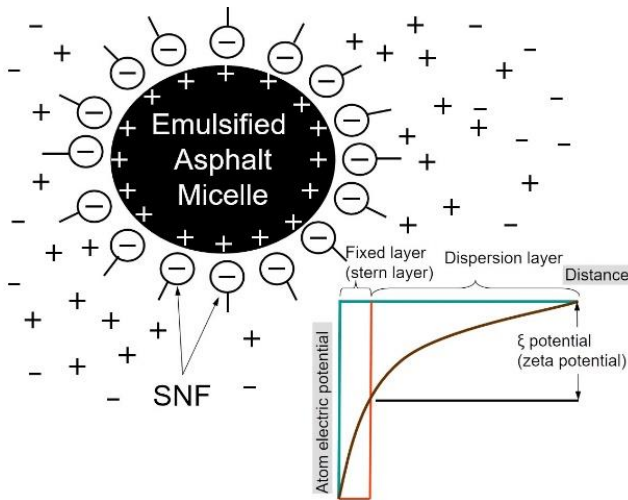 Emulsified
Asphalt
Micelle
SNF
Fixed layer
(stern layer)
Dispersion layer
Distance
Atom electric potential
ξ potential
(zeta potential)